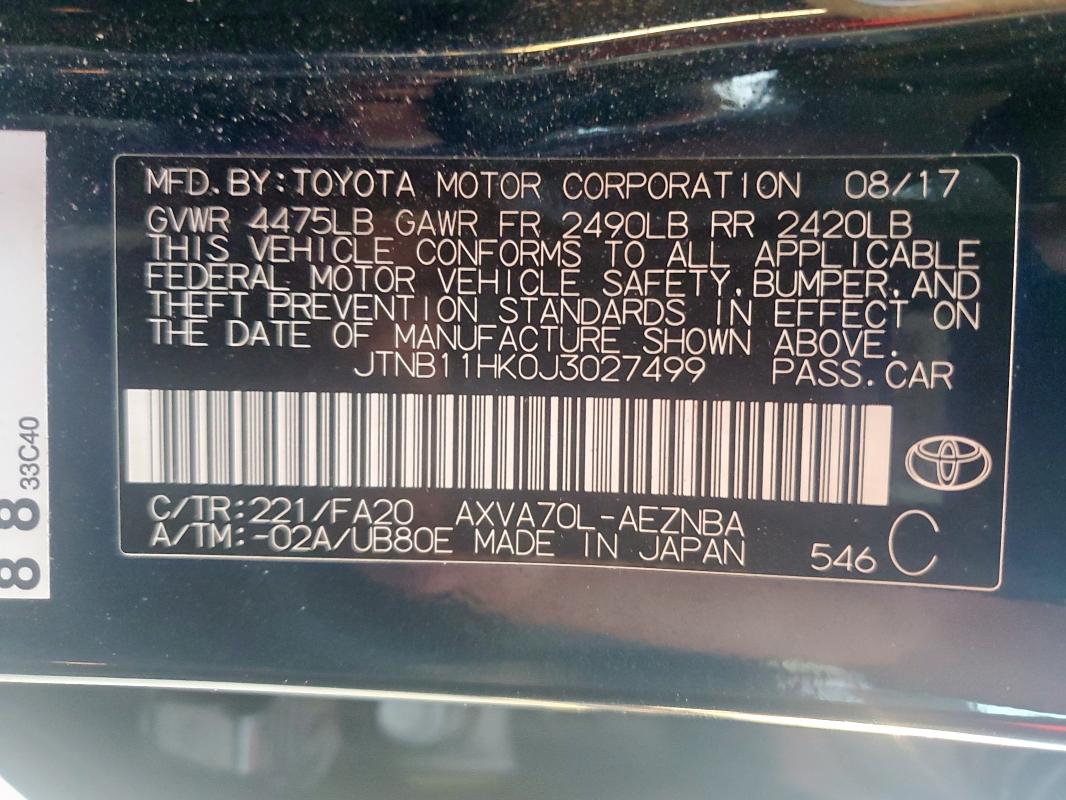 MFD. BY: TOYOTA MOTOR CORPORATION 08/17
GVWR 4475LB GAWR FR 2490LB RR 2420LB
THIS VEHICLE CONFORMS TO ALL APPLICABLE
FEDERAL MOTOR VEHICLE SAFETY, BUMPER, AND
THEFT PREVENTION STANDARDS IN EFFECT ON
THE DATE OF MANUFACTURE SHOWN ABOVE.
JTNB11HK0J3027499 PASS. CAR
C/TR: 221/FA20 AXVA70L-AEZNBA
A/TM: -02A/UB80E MADE IN JAPAN
546 C
33C40
8 8